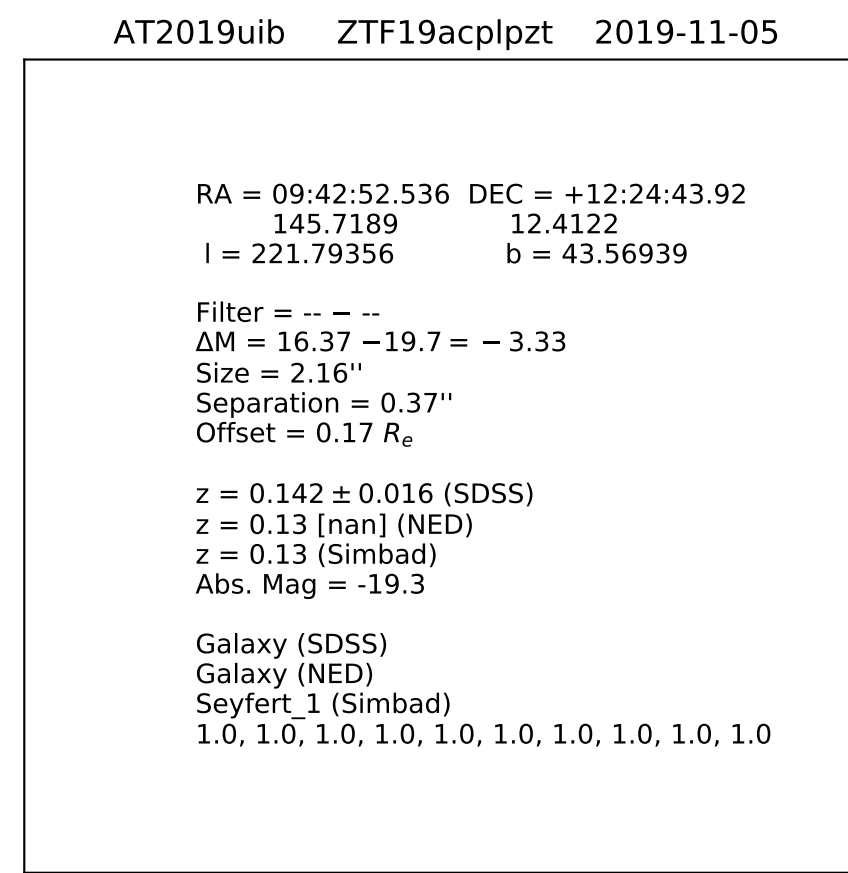 AT2019uib ZTF19acplpzt 2019-11-05
RA = 09:42:52.536 DEC = +12:24:43.92
145.7189 12.4122
l = 221.79356 b = 43.56939
Filter = -- − --
ΔM = 16.37 −19.7 = − 3.33
Size = 2.16''
Separation = 0.37''
Offset = 0.17 Rₑ
z = 0.142 ± 0.016 (SDSS)
z = 0.13 [nan] (NED)
z = 0.13 (Simbad)
Abs. Mag = -19.3
Galaxy (SDSS)
Galaxy (NED)
Seyfert_1 (Simbad)
1.0, 1.0, 1.0, 1.0, 1.0, 1.0, 1.0, 1.0, 1.0, 1.0